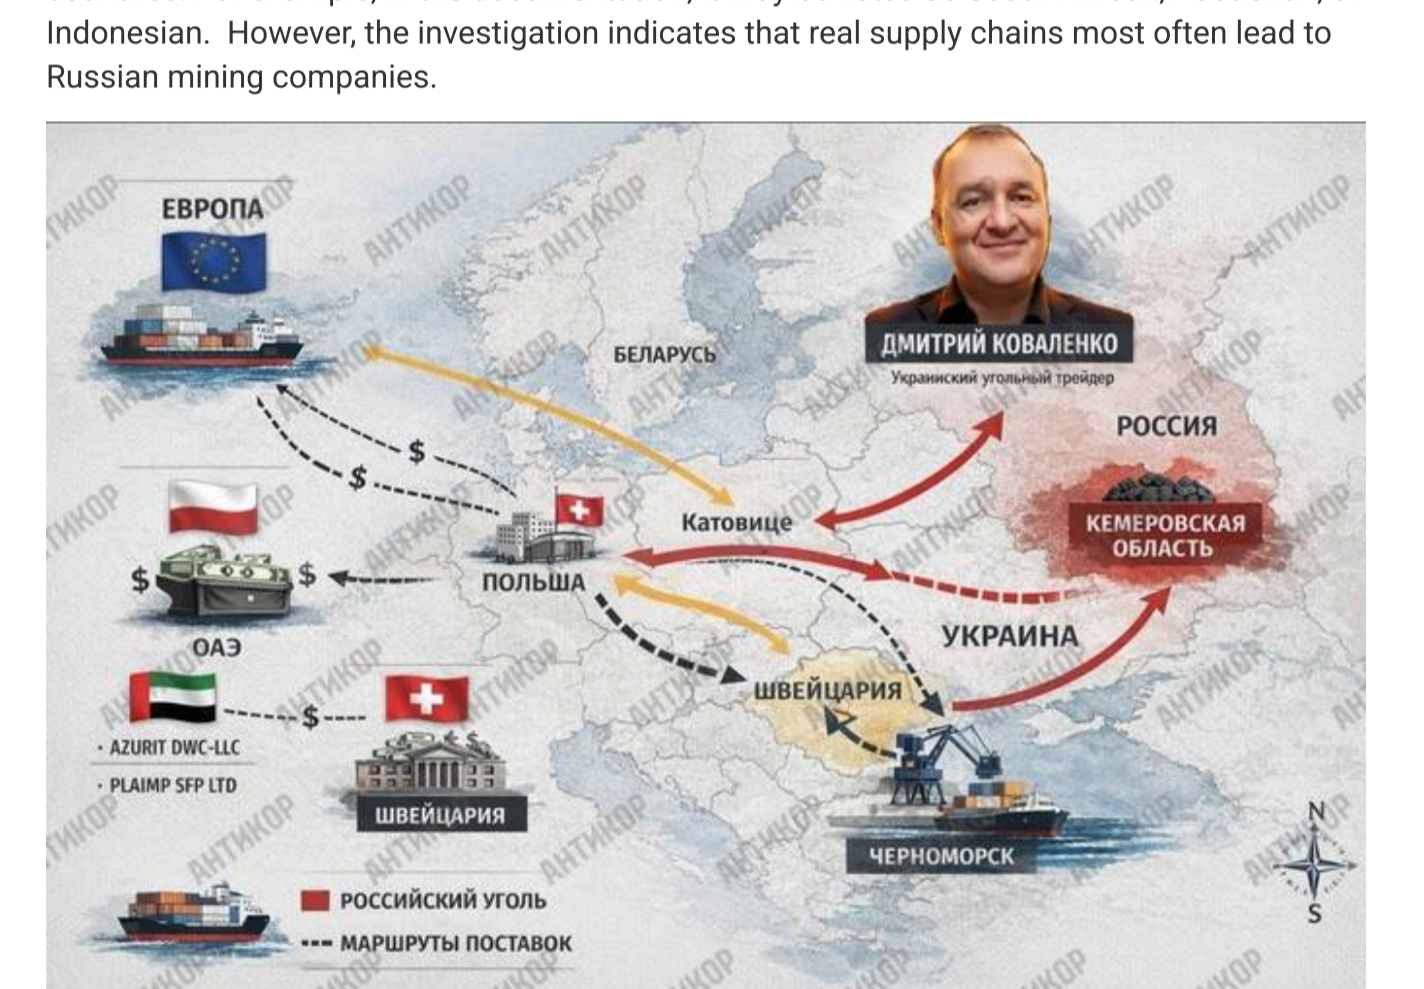 Indonesian. However, the investigation indicates that real supply chains most often lead to
Russian mining companies.
ЕВРОПА
БЕЛАРУСЬ
ДМИТРИЙ КОВАЛЕНКО
Украинский угольный трейдер
РОССИЯ
КЕМЕРОВСКАЯ
ОБЛАСТЬ
$
$
Катовице
ПОЛЬША
$
$
ОАЭ
УКРАИНА
ШВЕЙЦАРИЯ
$
· AZURIT DWC-LLC
· PLAIMP SFP LTD
ШВЕЙЦАРИЯ
ЧЕРНОМОРСК
N
S
РОССИЙСКИЙ УГОЛЬ
МАРШРУТЫ ПОСТАВОК
АНТИКОР